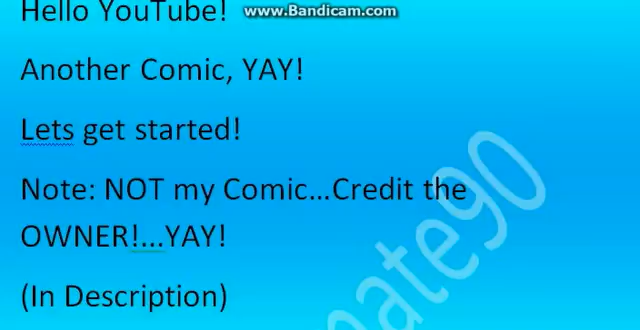 Hello YouTube!
www.Bandicam.com
Another Comic, YAY!
Lets get started!
Note: NOT my Comic...Credit the
OWNER!...YAY!
(In Description)